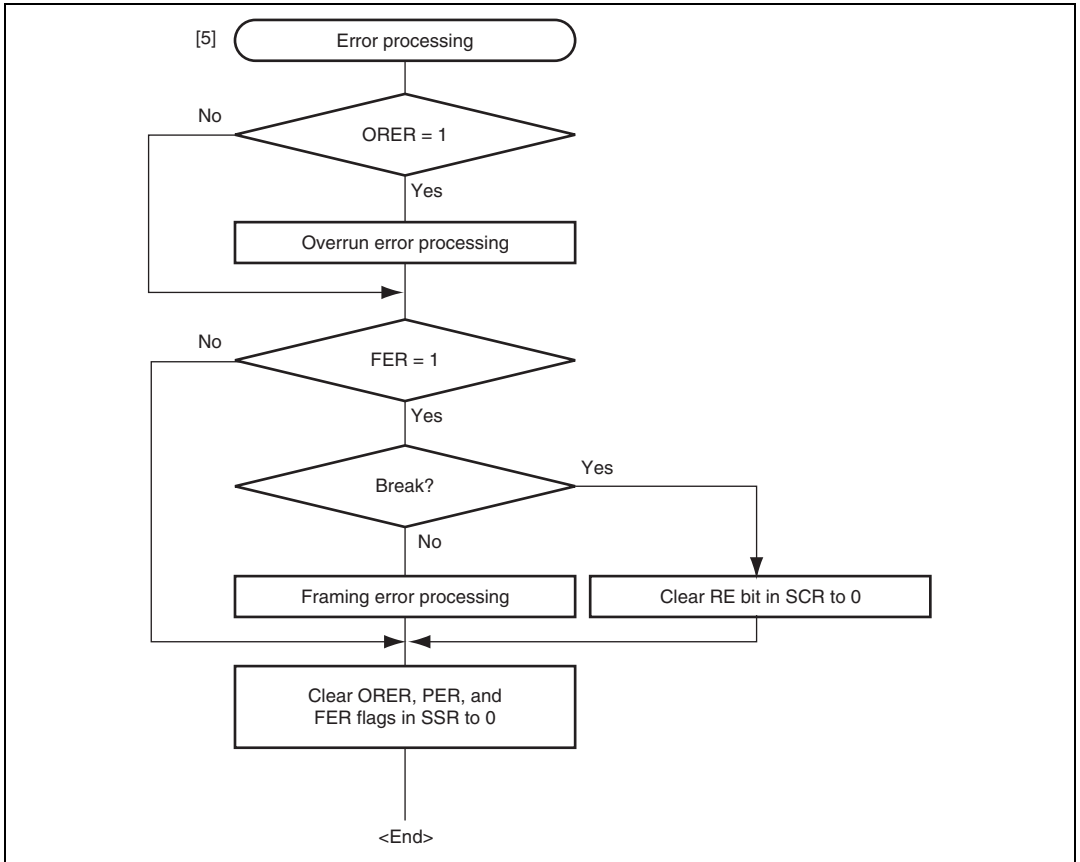 [5] Error processing
No
ORER = 1
Yes
Overrun error processing
No
FER = 1
Yes
Break?
Yes
No
Framing error processing
Clear RE bit in SCR to 0
Clear ORER, PER, and
FER flags in SSR to 0
<End>